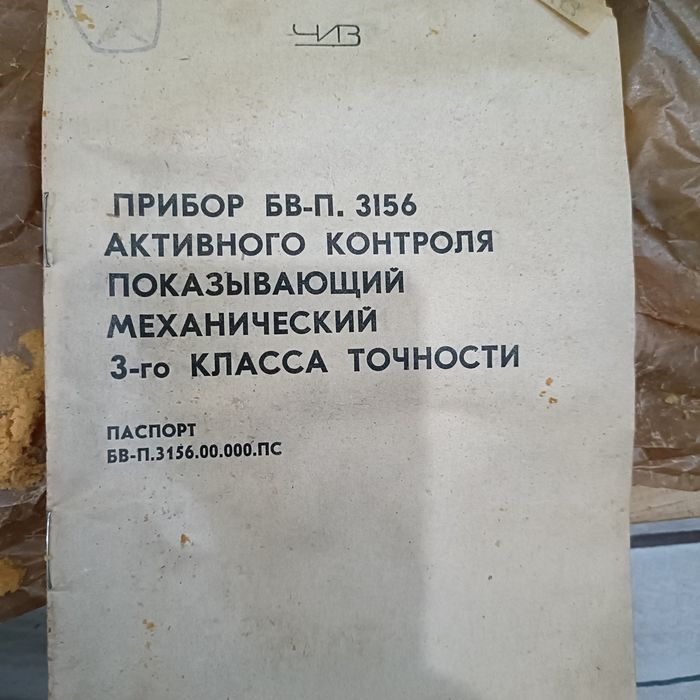 ЧИЗ
ПРИБОР БВ-П. 3156
АКТИВНОГО КОНТРОЛЯ
ПОКАЗЫВАЮЩИЙ
МЕХАНИЧЕСКИЙ
3-го КЛАССА ТОЧНОСТИ
ПАСПОРТ
БВ-П.3156.00.000.ПС